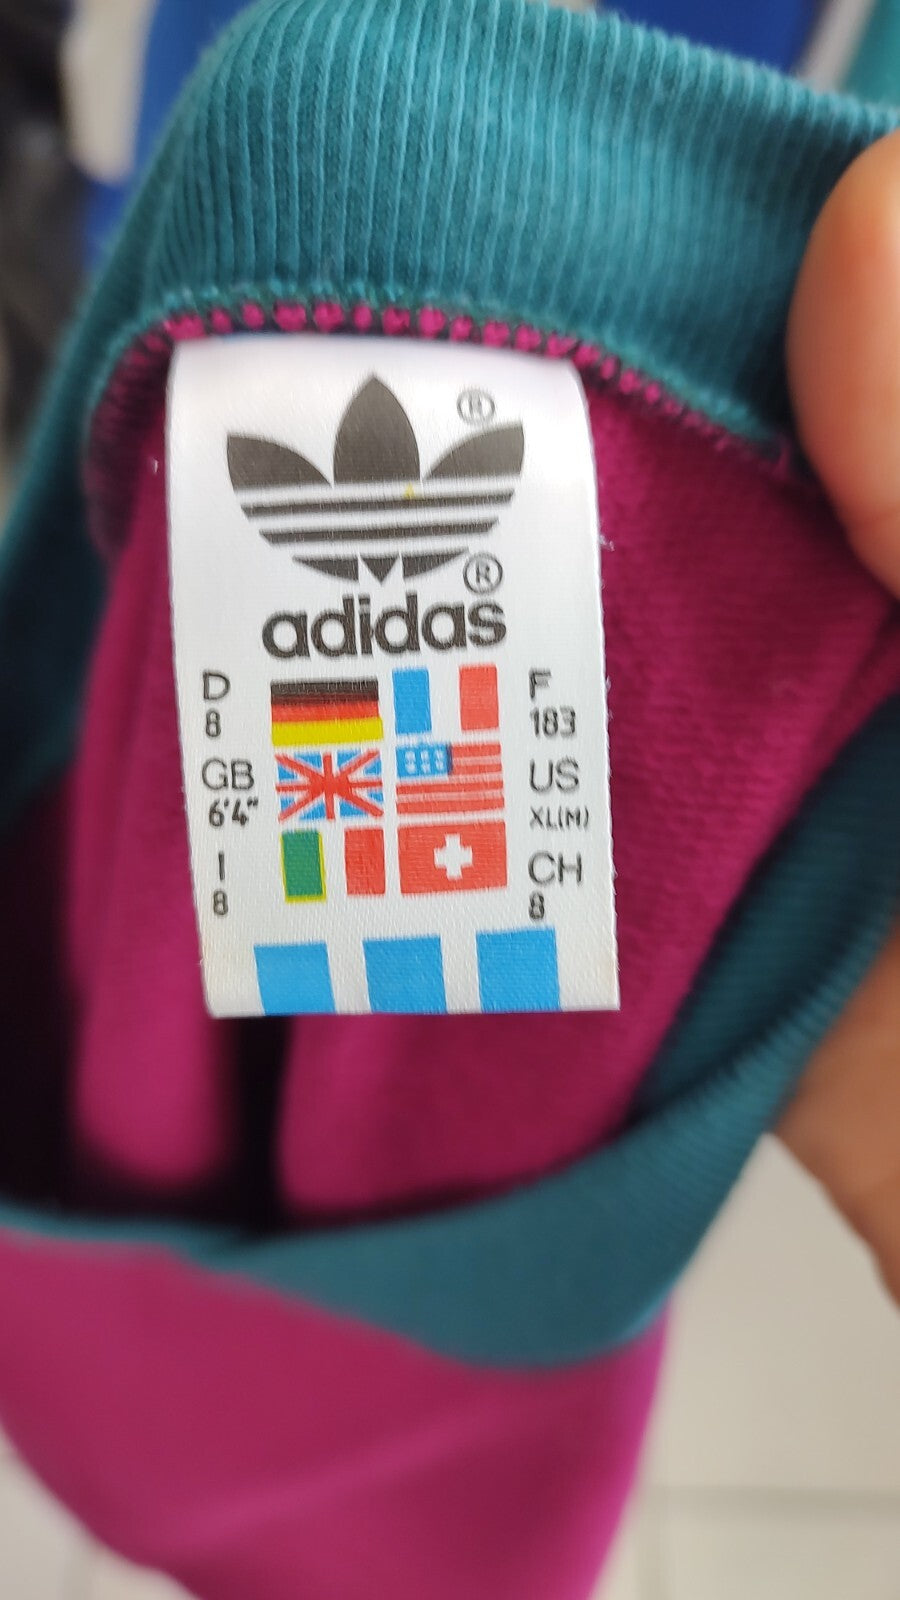 ®
®
adidas
D
8
F
183
GB
6'4"
US
XL(M)
I
8
CH
8